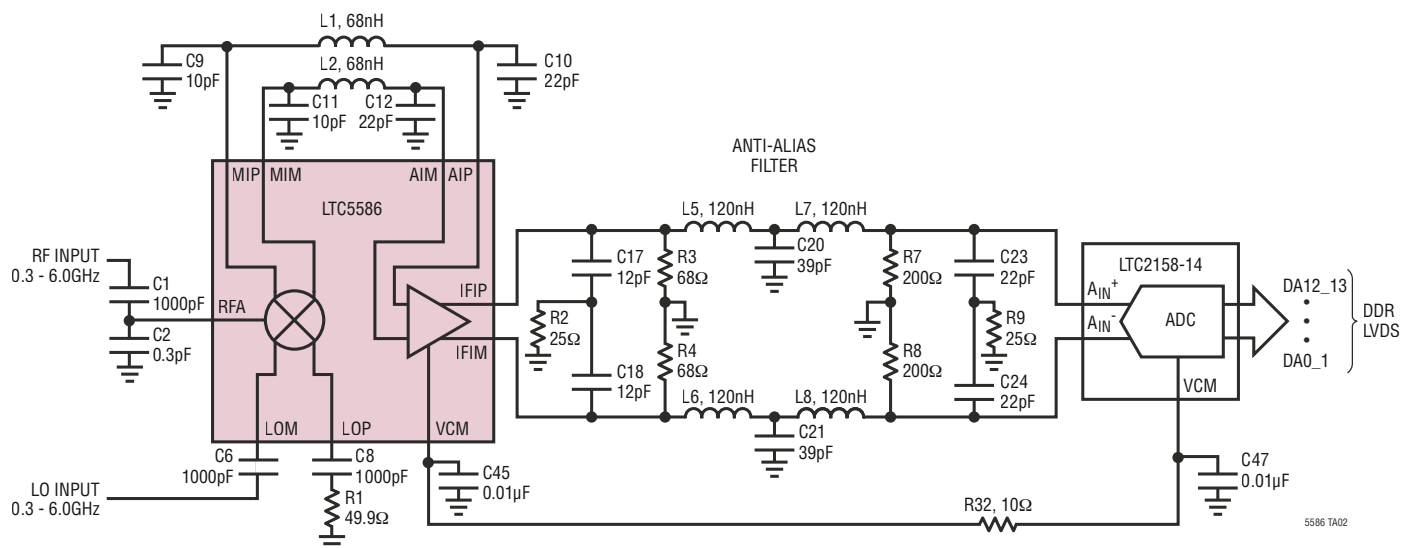 L1, 68nH
C9
10pF
L2, 68nH
C10
22pF
C11
10pF
C12
22pF
MIP
MIM
AIM
AIP
LTC5586
ANTI-ALIAS
FILTER
L5, 120nH
L7, 120nH
RF INPUT
0.3 - 6.0GHz
C1
1000pF
RFA
C2
0.3pF
IFIP
IFIM
C17
12pF
R3
68Ω
C20
39pF
R7
200Ω
C23
22pF
R2
25Ω
R9
25Ω
C18
12pF
R4
68Ω
R8
200Ω
C24
22pF
L6, 120nH
L8, 120nH
C21
39pF
LTC2158-14
AIN+
AIN-
ADC
VCM
DA12_13
•
•
•
DA0_1
DDR
LVDS
LOM
LOP
VCM
C6
1000pF
C8
1000pF
LO INPUT
0.3 - 6.0GHz
R1
49.9Ω
C45
0.01µF
R32, 10Ω
C47
0.01µF
5586 TA02